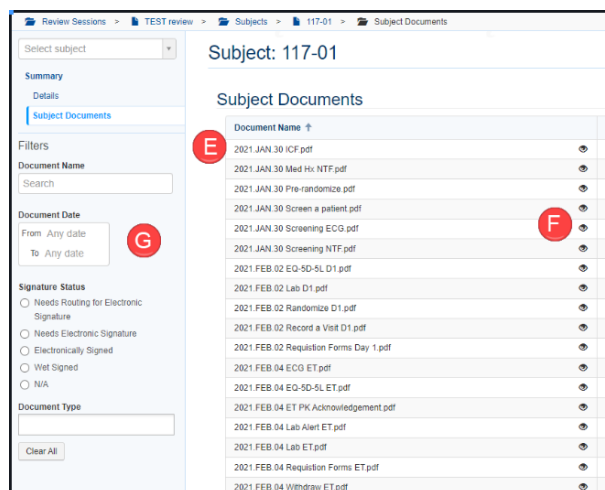 Review Sessions > TEST review > Subjects > 117-01 > Subject Documents
Select subject
Summary
Details
Subject Documents
Filters
Document Name
Search
Document Date
From Any date
To Any date
G
Signature Status
Needs Routing for Electronic
Signature
Needs Electronic Signature
Electronically Signed
Wet Signed
N/A
Document Type
Clear All
Subject: 117-01
Subject Documents
Document Name ↑
E
2021.JAN.30 ICF.pdf
2021.JAN.30 Med Hx NTF.pdf
2021.JAN.30 Pre-randomize.pdf
2021.JAN.30 Screen a patient.pdf
2021.JAN.30 Screening ECG.pdf
F
2021.JAN.30 Screening NTF.pdf
2021.FEB.02 EQ-5D-5L D1.pdf
2021.FEB.02 Lab D1.pdf
2021.FEB.02 Randomize D1.pdf
2021.FEB.02 Record a Visit D1.pdf
2021.FEB.02 Requistion Forms Day 1.pdf
2021.FEB.04 ECG ET.pdf
2021.FEB.04 EQ-5D-5L ET.pdf
2021.FEB.04 ET PK Acknowledgement.pdf
2021.FEB.04 Lab Alert ET.pdf
2021.FEB.04 Lab ET.pdf
2021.FEB.04 Requistion Forms ET.pdf
2021.FEB.04 Withdraw ET.pdf